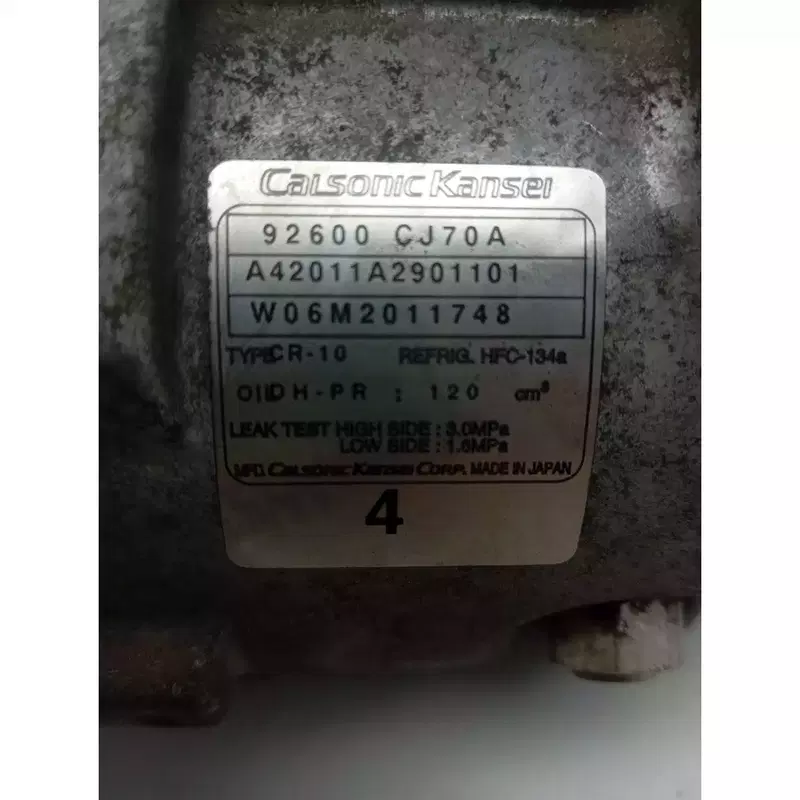 CALSONIC KANSEI
92600 CJ70A
A42011A2901101
W06M2011748
TYPE CR-10 REFRIG. HFC-134a
OIL DH-PR : 120 cm³
LEAK TEST HIGH SIDE : 3.0MPa
LOW SIDE : 1.6MPa
MFD. CALSONIC KANSEI CORP. MADE IN JAPAN
4